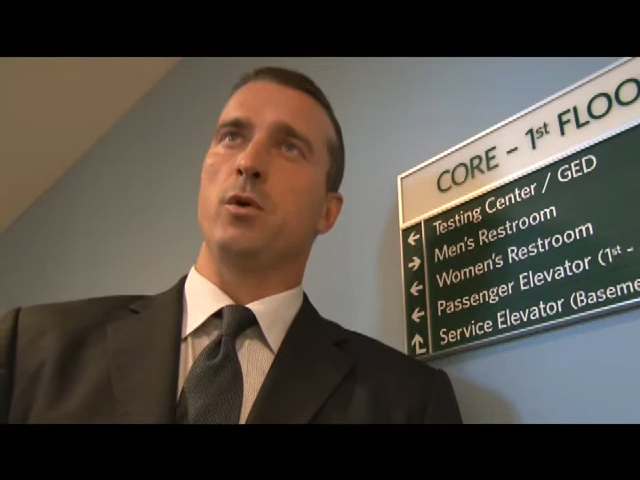 CORE – 1st FLOO
Testing Center / GED
Men's Restroom
Women's Restroom
Passenger Elevator (1st -
Service Elevator (Baseme